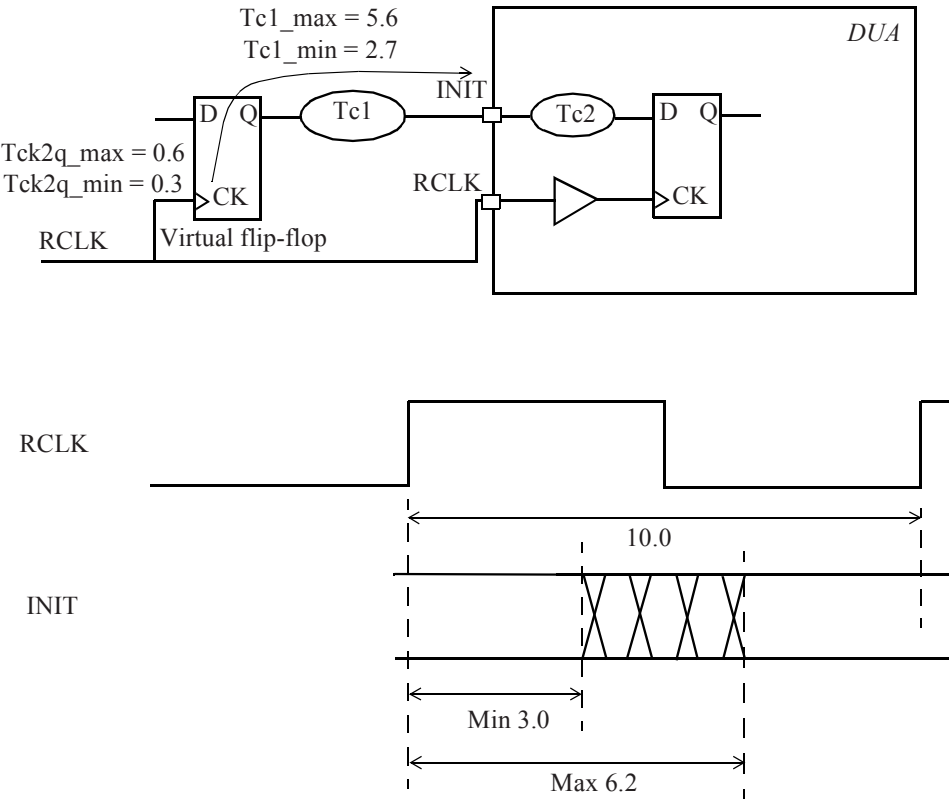 Tc1_max = 5.6
Tc1_min = 2.7
DUA
INIT
D Q
Tc1
Tc2
D Q
Tck2q_max = 0.6
Tck2q_min = 0.3
CK
RCLK
CK
RCLK
Virtual flip-flop
RCLK
10.0
INIT
Min 3.0
Max 6.2